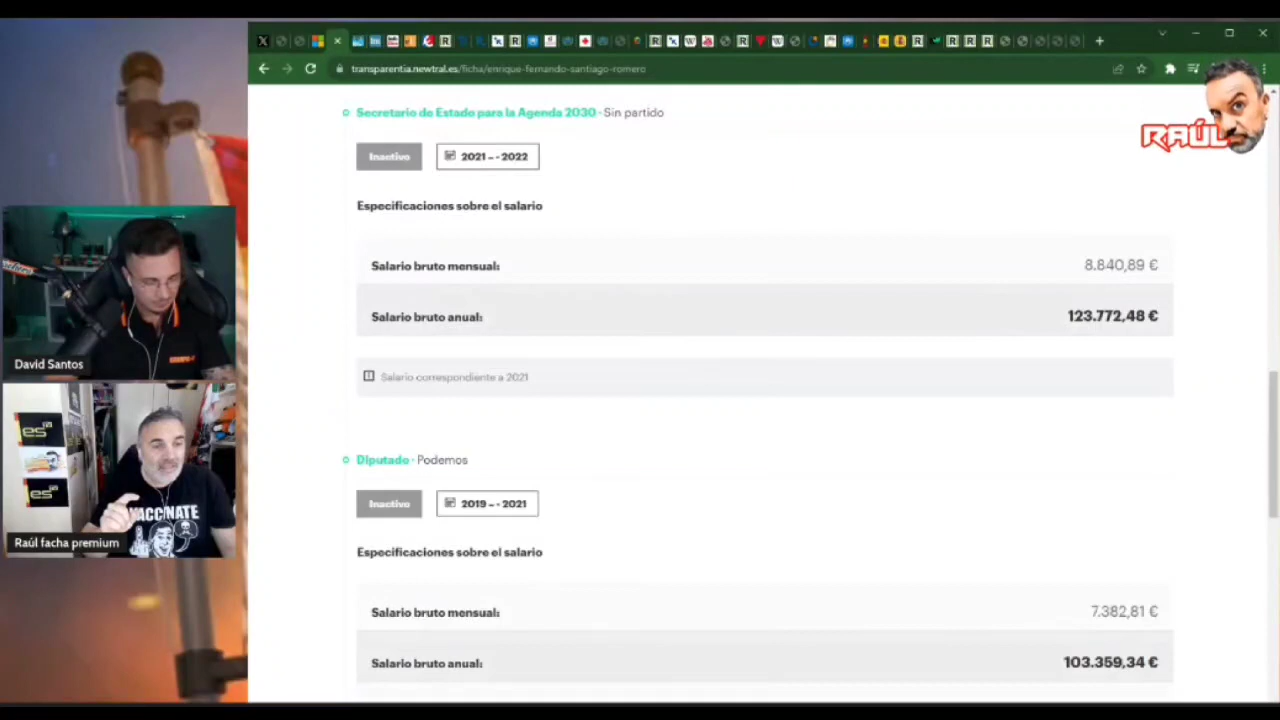 transparentia.newtral.es/ficha/enrique-fernando-santiago-romero
RAÚL
Secretario de Estado para la Agenda 2030 - Sin partido
Inactivo
2021 – - 2022
Especificaciones sobre el salario
Salario bruto mensual:
8.840,89 €
Salario bruto anual:
123.772,48 €
Salario correspondiente a 2021
Diputado - Podemos
Inactivo
2019 – - 2021
Especificaciones sobre el salario
Salario bruto mensual:
7.382,81 €
Salario bruto anual:
103.359,34 €
David Santos
es
es
VACCINATE
Raúl facha premium